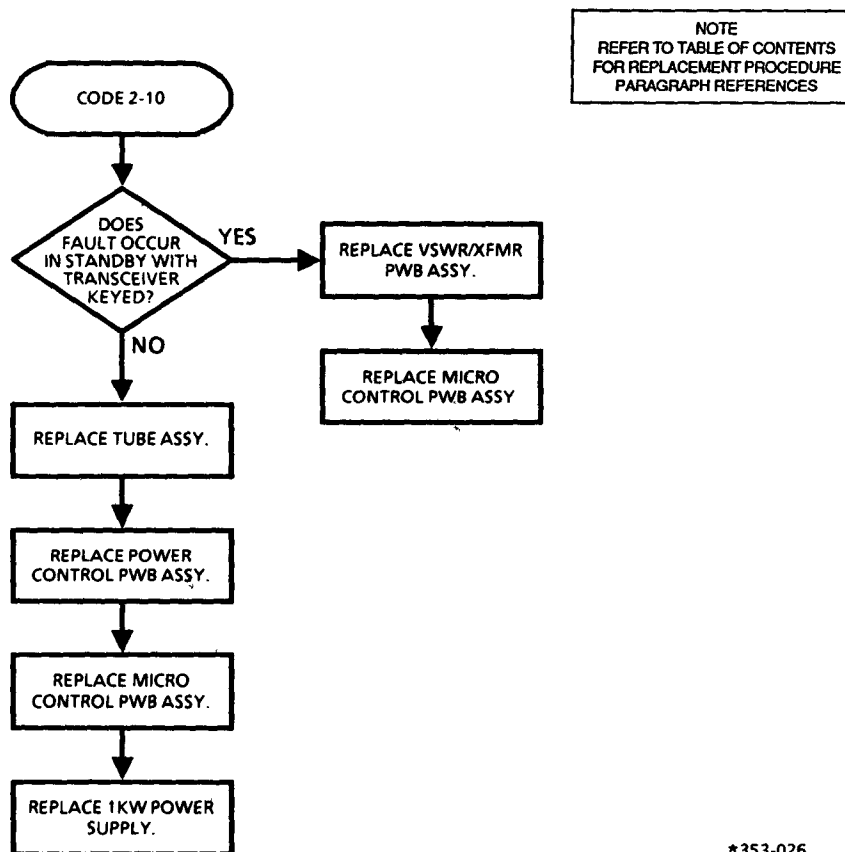 NOTE
REFER TO TABLE OF CONTENTS
FOR REPLACEMENT PROCEDURE
PARAGRAPH REFERENCES
CODE 2-10
DOES
FAULT OCCUR
IN STANDBY WITH
TRANSCEIVER
KEYED?
YES
REPLACE VSWR/XFMR
PWB ASSY.
NO
REPLACE MICRO
CONTROL PWB ASSY
REPLACE TUBE ASSY.
REPLACE POWER
CONTROL PWB ASSY.
REPLACE MICRO
CONTROL PWB ASSY.
REPLACE 1KW POWER
SUPPLY.
*353-026